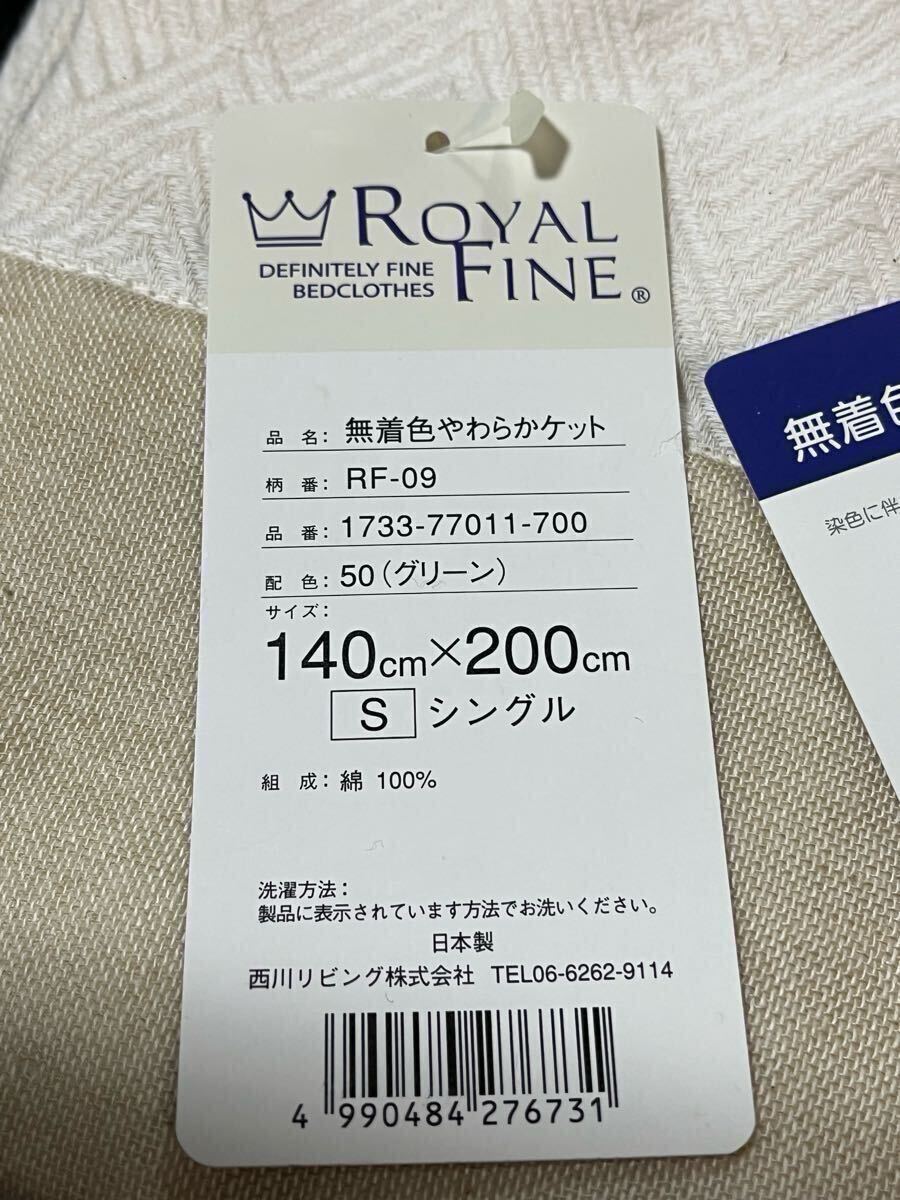 ROYAL FINE®
DEFINITELY FINE
BEDCLOTHES
品 名: 無着色やわらかケット
柄 番: RF-09
品 番: 1733-77011-700
配 色: 50(グリーン)
サイズ:
140cm×200cm
S シングル
組 成: 綿 100%
洗濯方法:
製品に表示されています方法でお洗いください。
日本製
西川リビング株式会社 TEL06-6262-9114
4 990484 276731
無着色
染色に伴